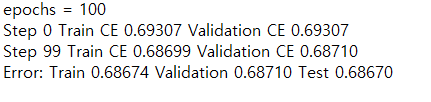 epochs = 100
Step 0 Train CE 0.69307 Validation CE 0.69307
Step 99 Train CE 0.68699 Validation CE 0.68710
Error: Train 0.68674 Validation 0.68710 Test 0.68670